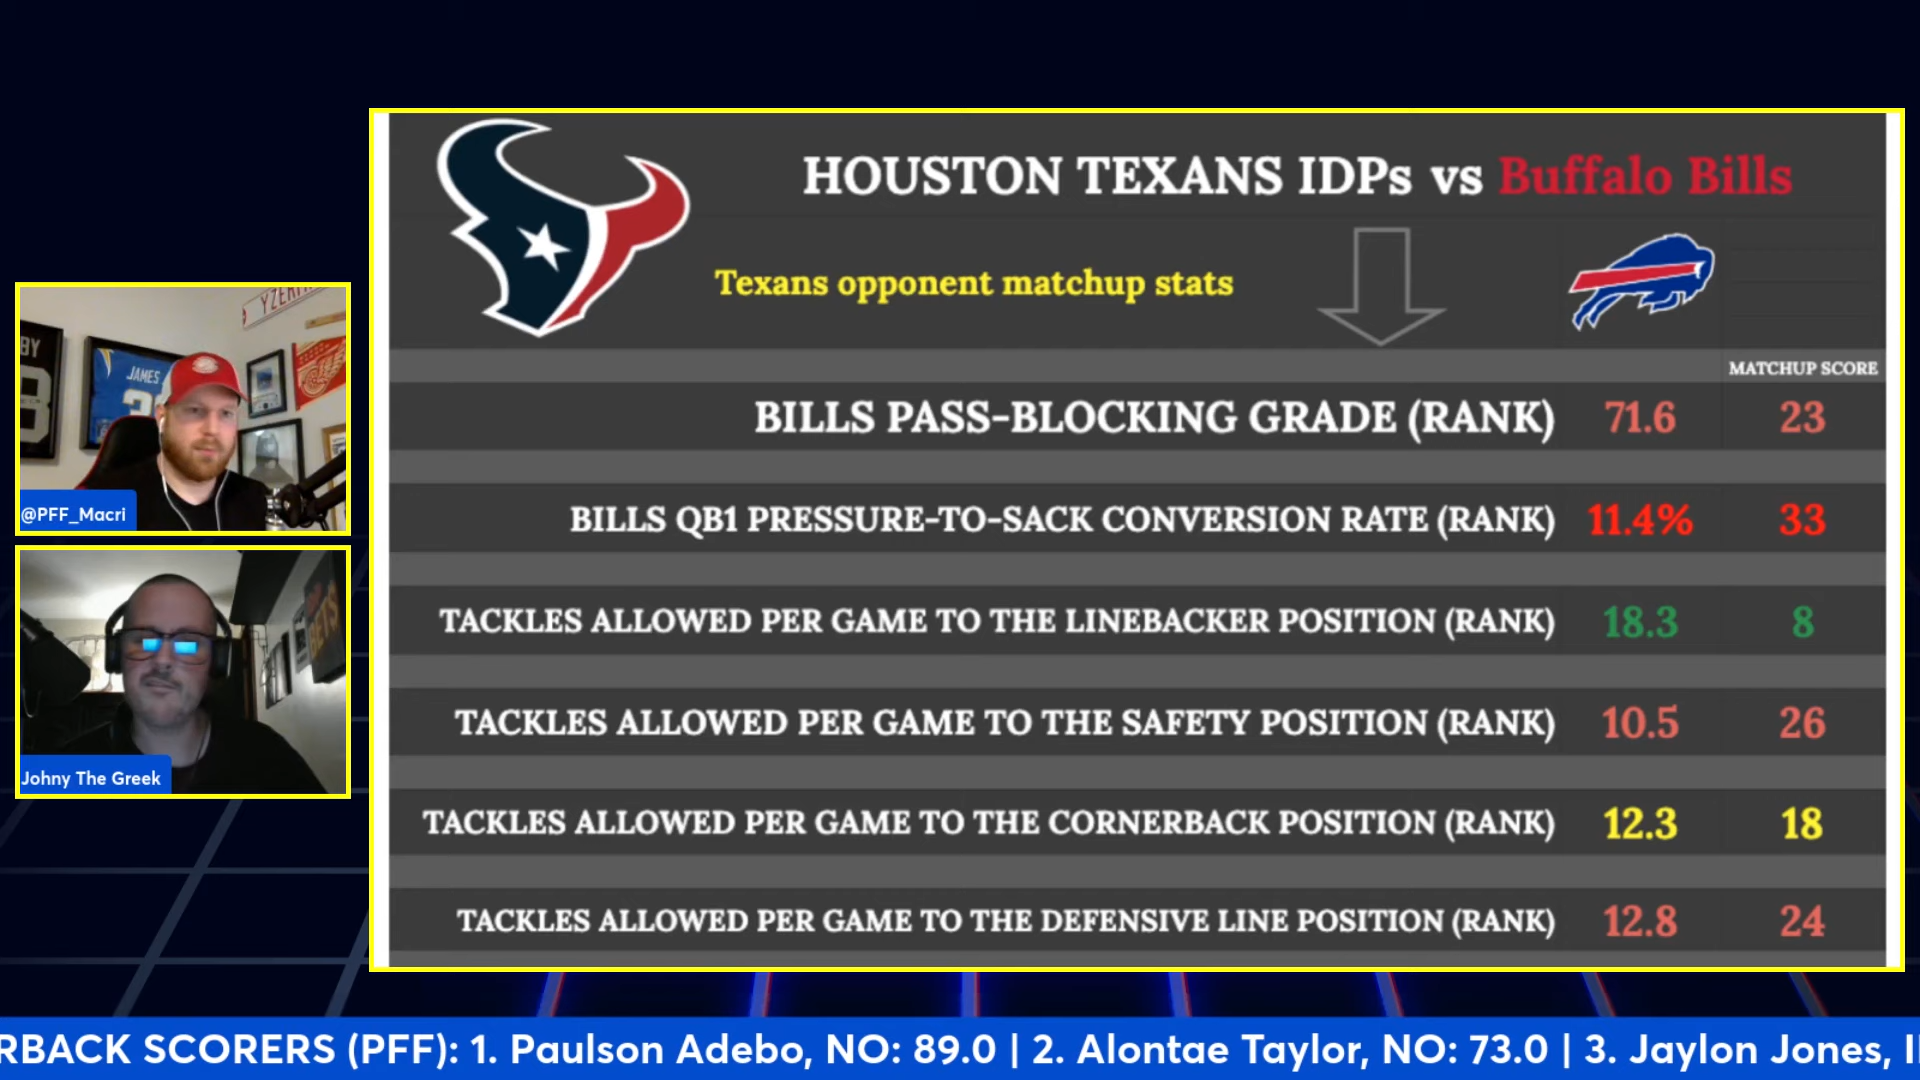 HOUSTON TEXANS IDPs vs Buffalo Bills
Texans opponent matchup stats
MATCHUP SCORE
BILLS PASS-BLOCKING GRADE (RANK) 71.6 23
BILLS QB1 PRESSURE-TO-SACK CONVERSION RATE (RANK) 11.4% 33
TACKLES ALLOWED PER GAME TO THE LINEBACKER POSITION (RANK) 18.3 8
TACKLES ALLOWED PER GAME TO THE SAFETY POSITION (RANK) 10.5 26
TACKLES ALLOWED PER GAME TO THE CORNERBACK POSITION (RANK) 12.3 18
TACKLES ALLOWED PER GAME TO THE DEFENSIVE LINE POSITION (RANK) 12.8 24
JAMES
@PFF_Macri
BETS
Johny The Greek
RBACK SCORERS (PFF): 1. Paulson Adebo, NO: 89.0 | 2. Alontae Taylor, NO: 73.0 | 3. Jaylon Jones, I